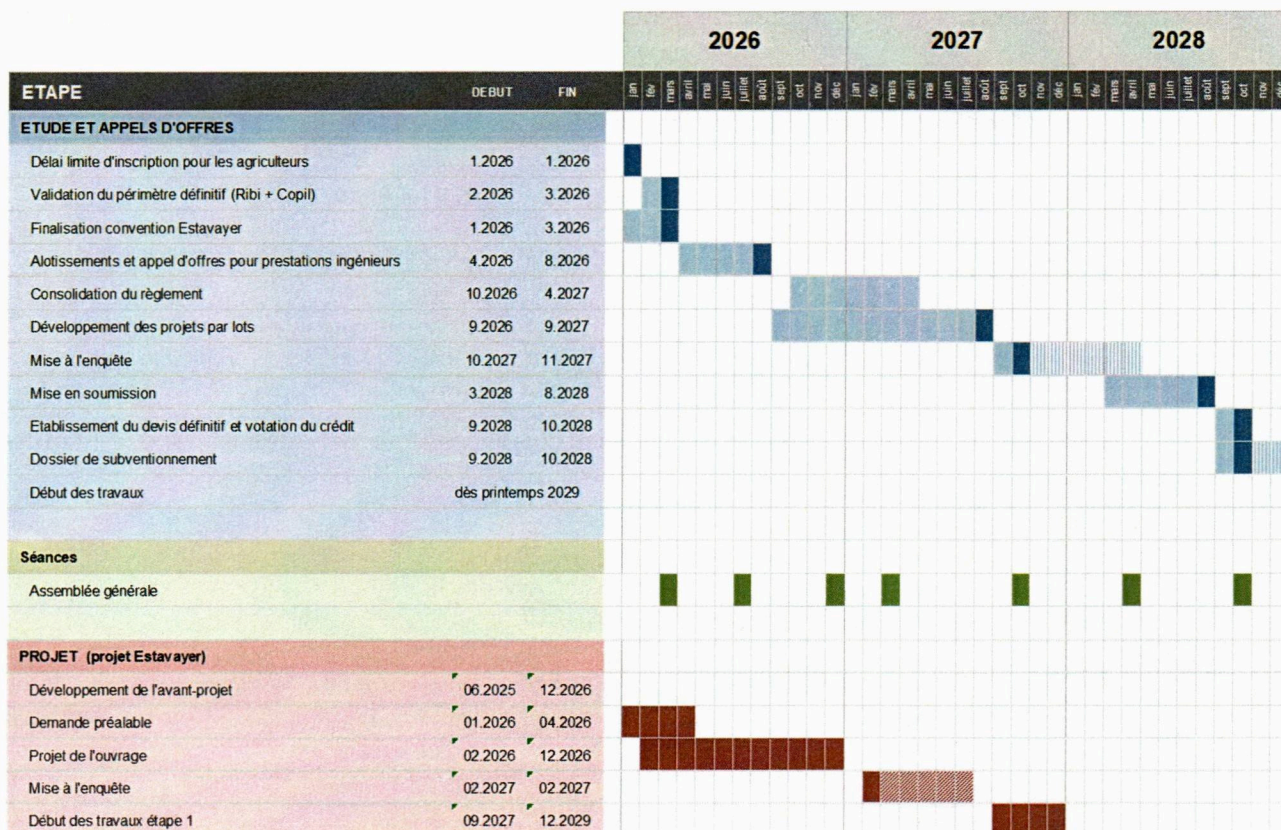 2026 2027 2028
ETAPE DEBUT FIN jan fév mars avril mai juin juillet août sept oct nov déc jan fév mars avril mai juin juillet août sept oct nov déc jan fév mars avril mai juin juillet août sept oct nov déc
ETUDE ET APPELS D'OFFRES
Délai limite d'inscription pour les agriculteurs 1.2026 1.2026
Validation du périmètre définitif (Ribi + Copil) 2.2026 3.2026
Finalisation convention Estavayer 1.2026 3.2026
Alotissements et appel d'offres pour prestations ingénieurs 4.2026 8.2026
Consolidation du règlement 10.2026 4.2027
Développement des projets par lots 9.2026 9.2027
Mise à l'enquête 10.2027 11.2027
Mise en soumission 3.2028 8.2028
Etablissement du devis définitif et votation du crédit 9.2028 10.2028
Dossier de subventionnement 9.2028 10.2028
Début des travaux dès printemps 2029
Séances
Assemblée générale
PROJET (projet Estavayer)
Développement de l'avant-projet 06.2025 12.2026
Demande préalable 01.2026 04.2026
Projet de l'ouvrage 02.2026 12.2026
Mise à l'enquête 02.2027 02.2027
Début des travaux étape 1 09.2027 12.2029